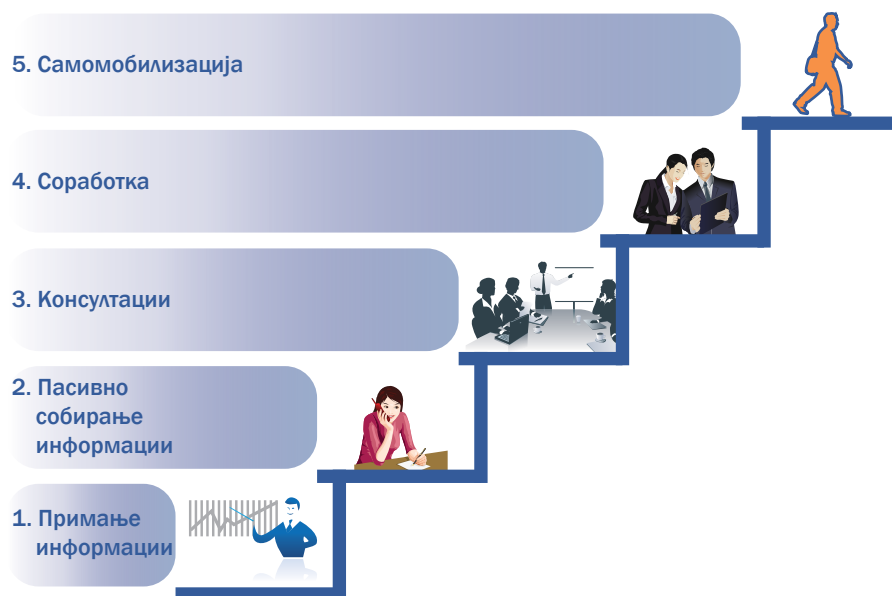 5. Самомобилизација
4. Соработка
3. Консултации
2. Пасивно
собирање
информации
1. Примање
информации